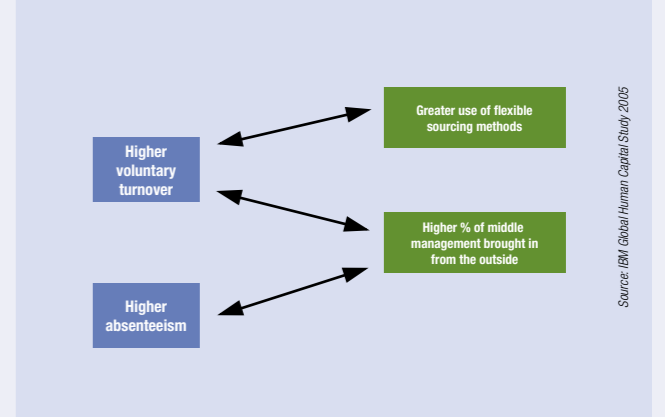 Greater use of flexible
sourcing methods
Higher
voluntary
turnover
Higher % of middle
management brought in
from the outside
Higher
absenteeism
Source: IBM Global Human Capital Study 2005